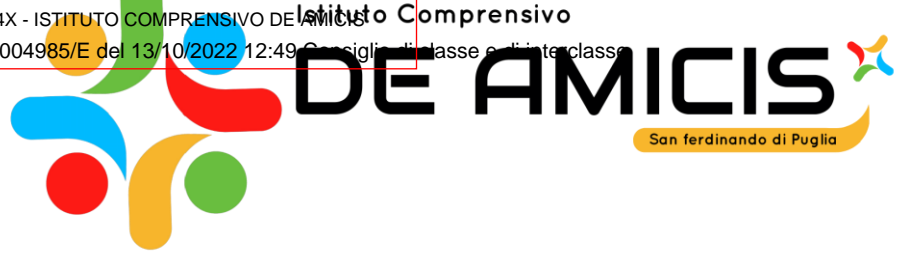 4X - ISTITUTO COMPRENSIVO DE AMICIS
Istituto Comprensivo
004985/E del 13/10/2022 12:49 Consiglio di classe e di interclasse
DE AMICIS
San ferdinando di Puglia